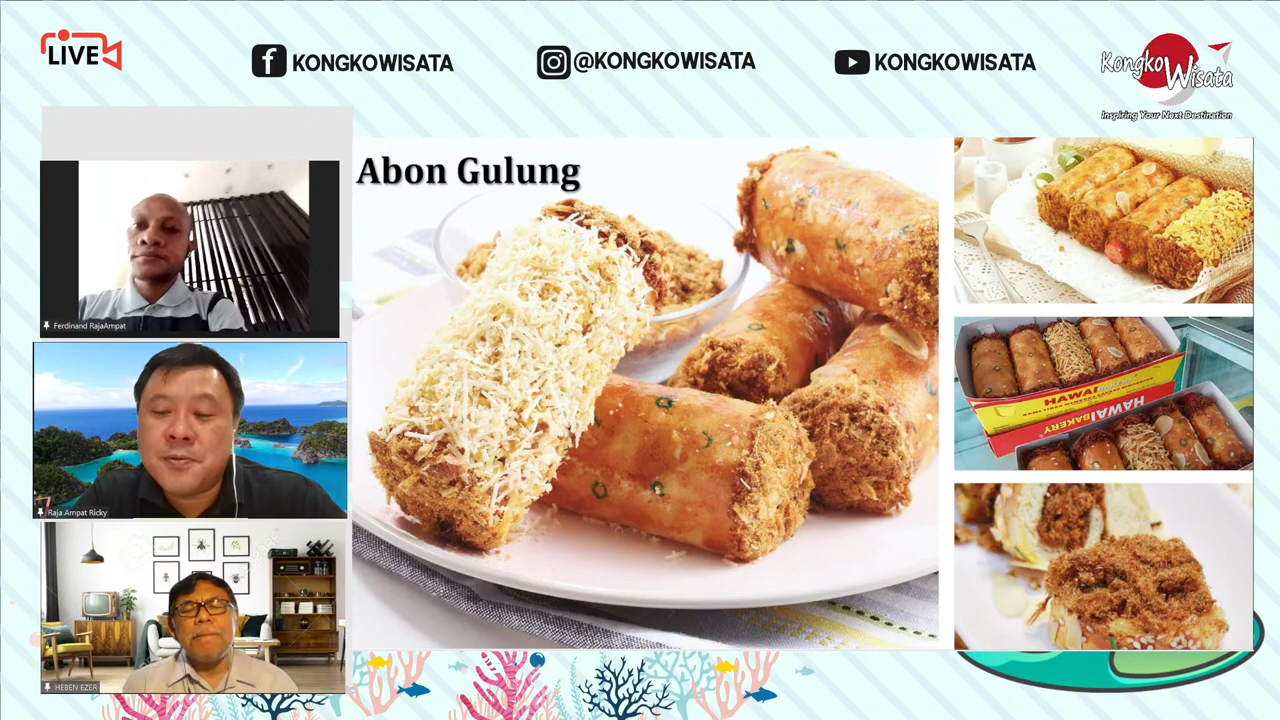 LIVE
KONGKOWISATA
@KONGKOWISATA
KONGKOWISATA
Kongko Wisata
Inspiring Your Next Destination
Abon Gulung
Ferdinand RajaAmpat
Raja Ampat Ricky
HEBEN EZER
HAWAI
HAWAI BAKERY